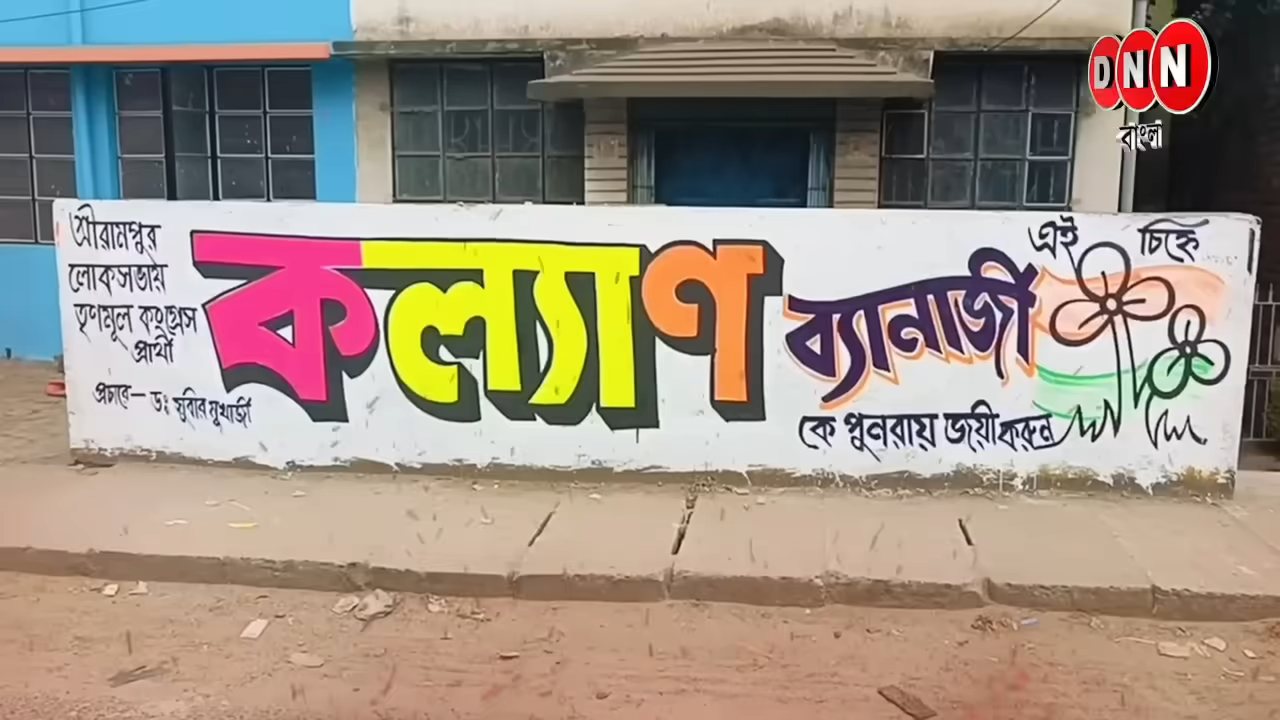 শ্রীরামপুর
লোকসভায়
তৃণমূল কংগ্রেস
প্রার্থী
প্রচারে- ডঃ সুবীর মুখার্জী
কল্যাণ
ব্যানার্জী
কে পুনরায় জয়ী করুন
এই চিহ্নে
DNN
বাংলা